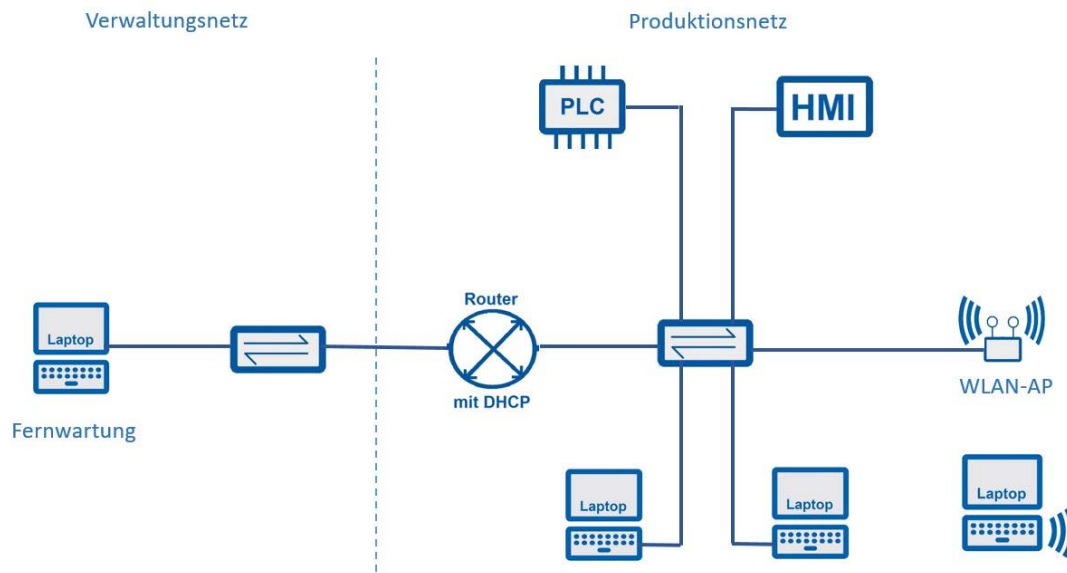 Verwaltungsnetz
Produktionsnetz
PLC
HMI
Router
mit DHCP
Laptop
Fernwartung
WLAN-AP
Laptop
Laptop
Laptop